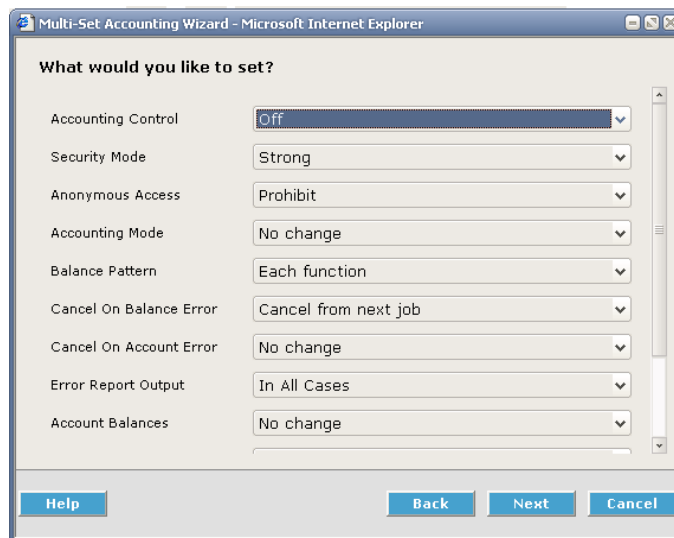 Multi-Set Accounting Wizard - Microsoft Internet Explorer
What would you like to set?
Accounting Control Off
Security Mode Strong
Anonymous Access Prohibit
Accounting Mode No change
Balance Pattern Each function
Cancel On Balance Error Cancel from next job
Cancel On Account Error No change
Error Report Output In All Cases
Account Balances No change
Help Back Next Cancel